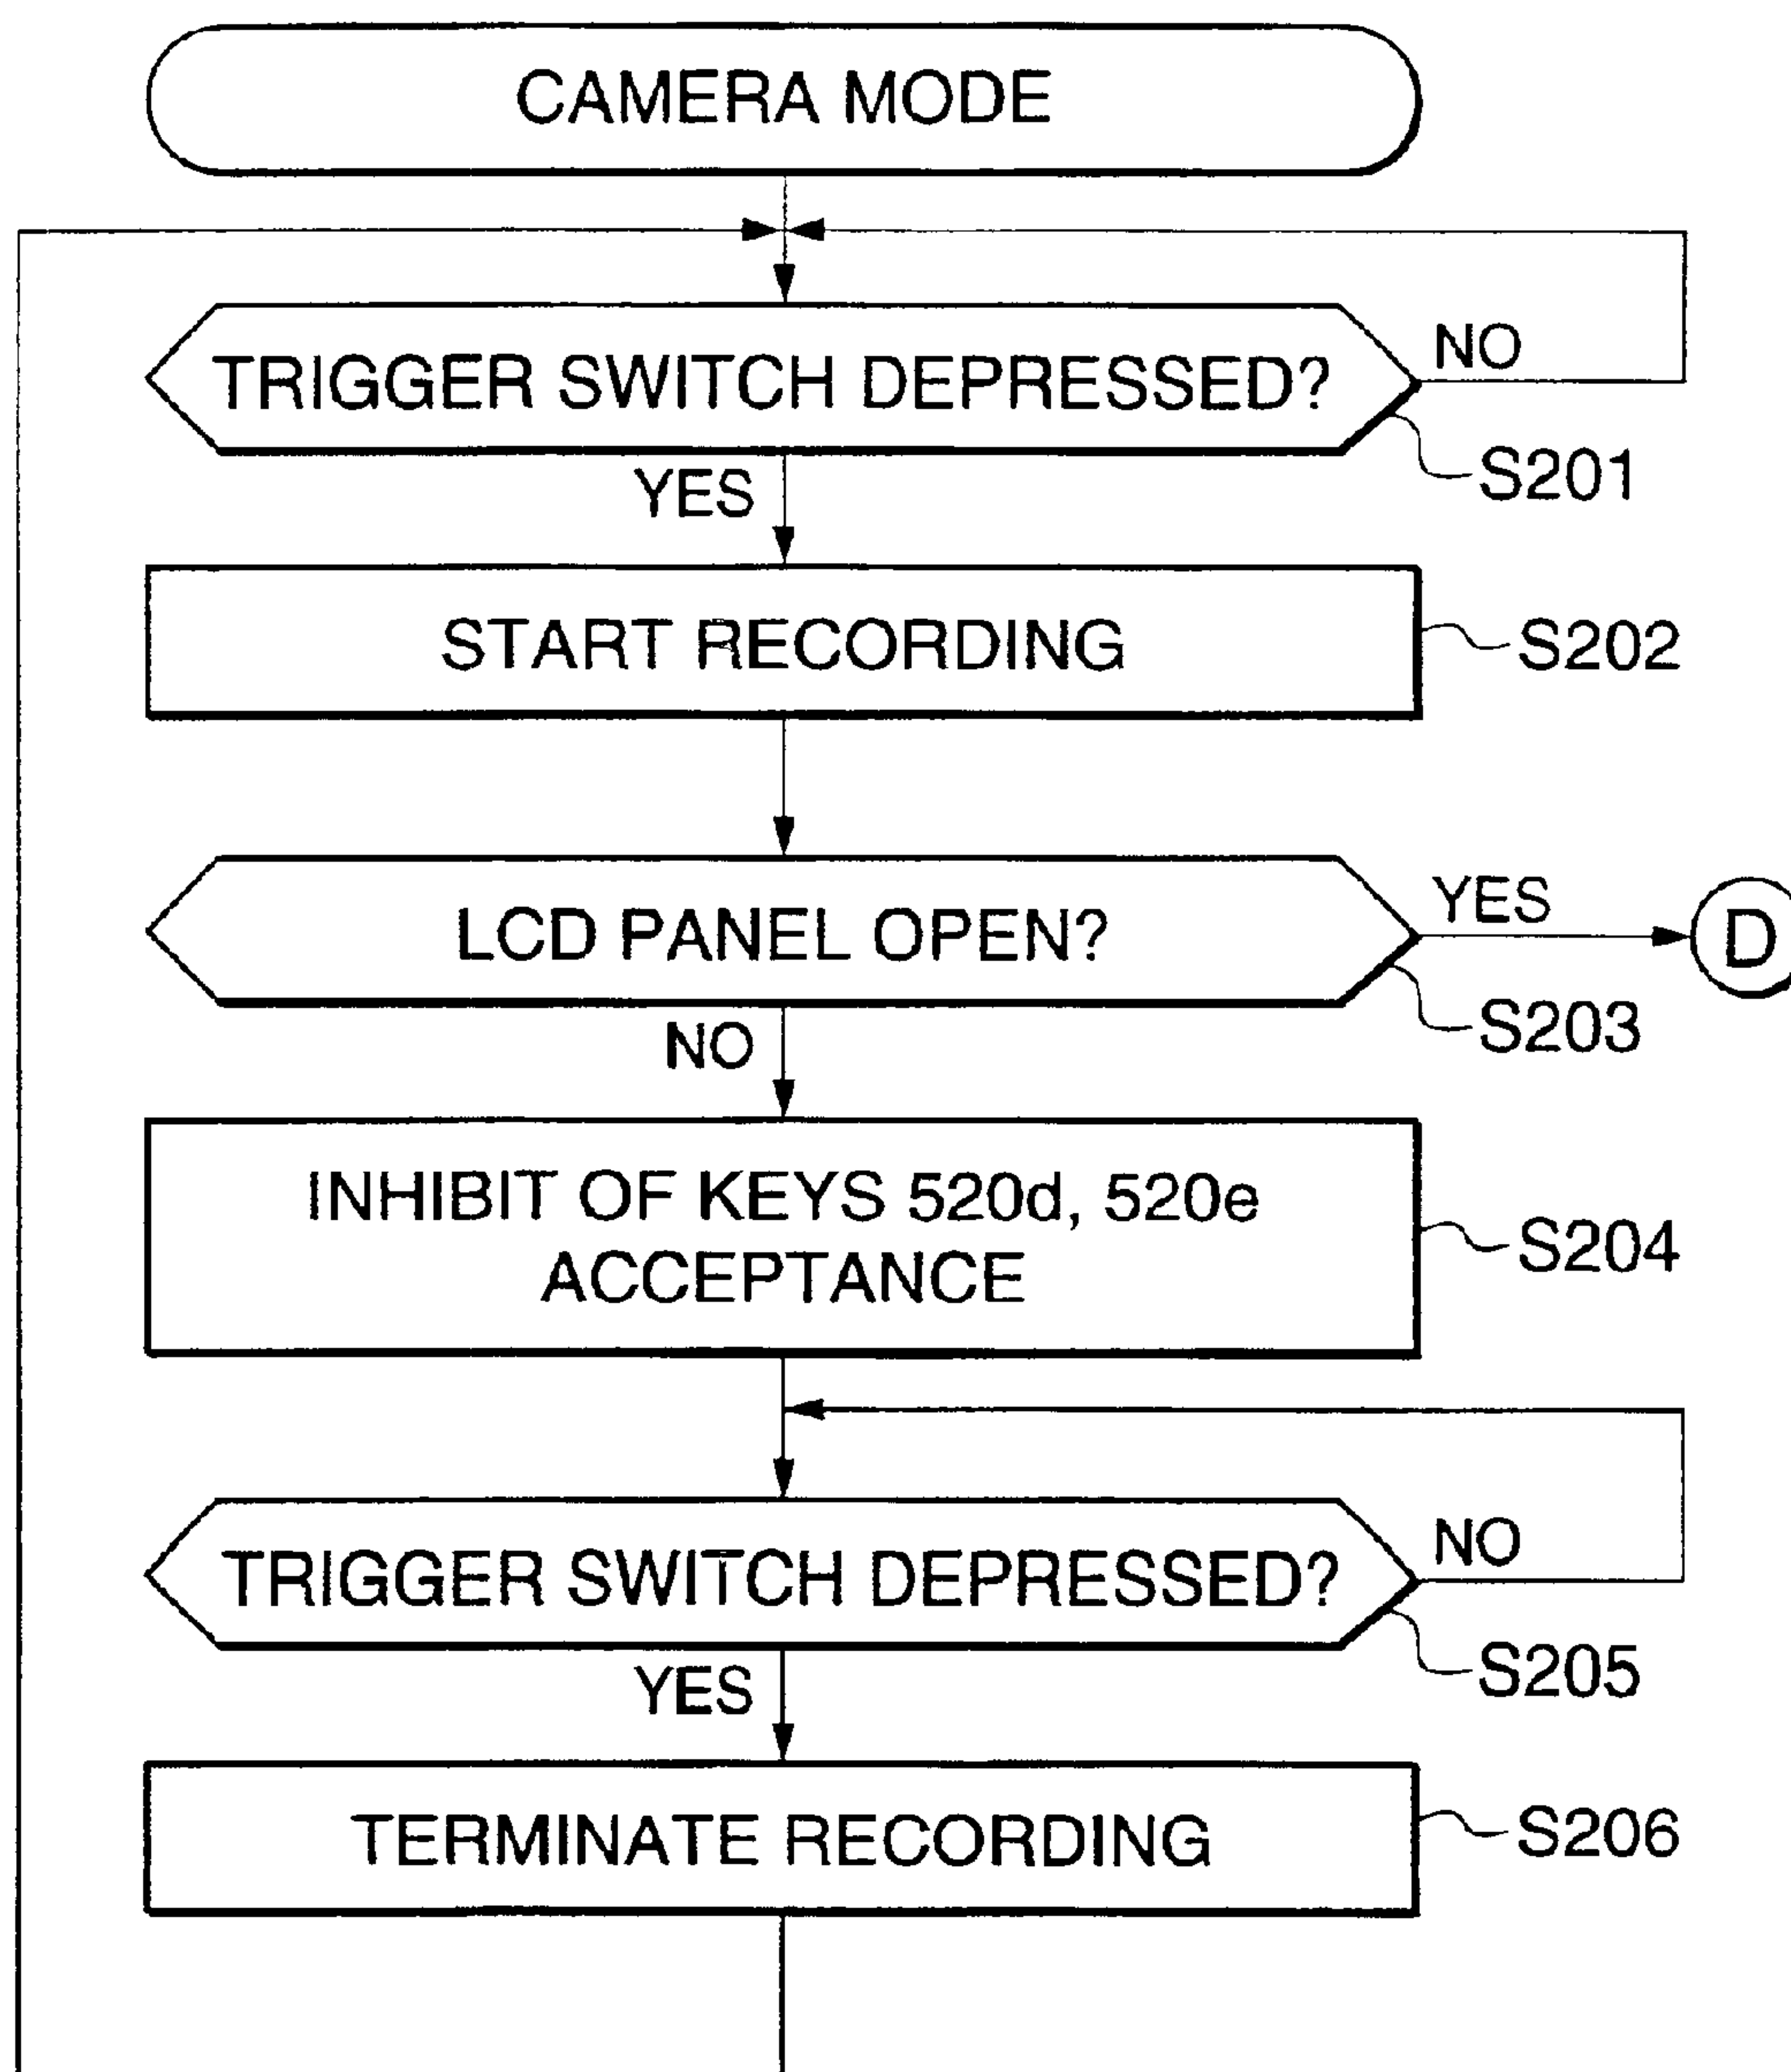 CAMERA MODE
TRIGGER SWITCH DEPRESSED?
NO
S201
YES
START RECORDING
S202
LCD PANEL OPEN?
YES
D
S203
NO
INHIBIT OF KEYS 520d, 520e
ACCEPTANCE
S204
TRIGGER SWITCH DEPRESSED?
NO
S205
YES
TERMINATE RECORDING
S206